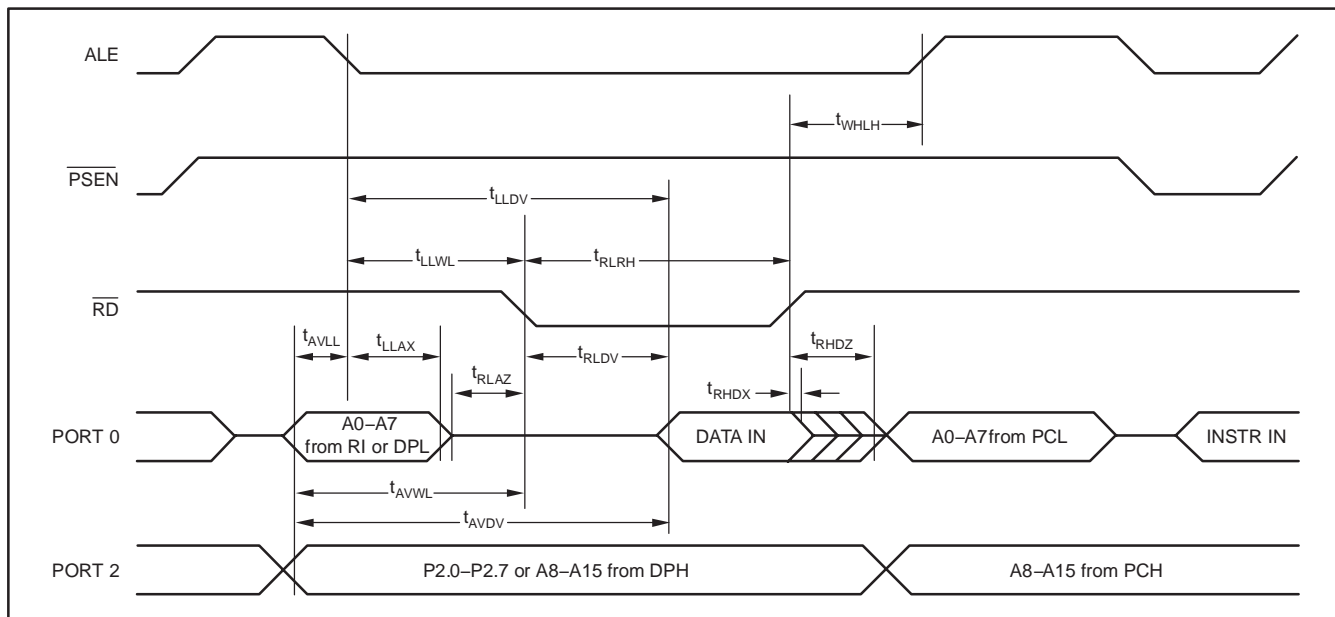 ALE
tWHLH
PSEN
tLLDV
tLLWL
tRLRH
RD
tAVLL
tLLAX
tRLDV
tRHDZ
tRLAZ
tRHDX
PORT 0
A0–A7
from RI or DPL
DATA IN
A0–A7from PCL
INSTR IN
tAVWL
tAVDV
PORT 2
P2.0–P2.7 or A8–A15 from DPH
A8–A15 from PCH